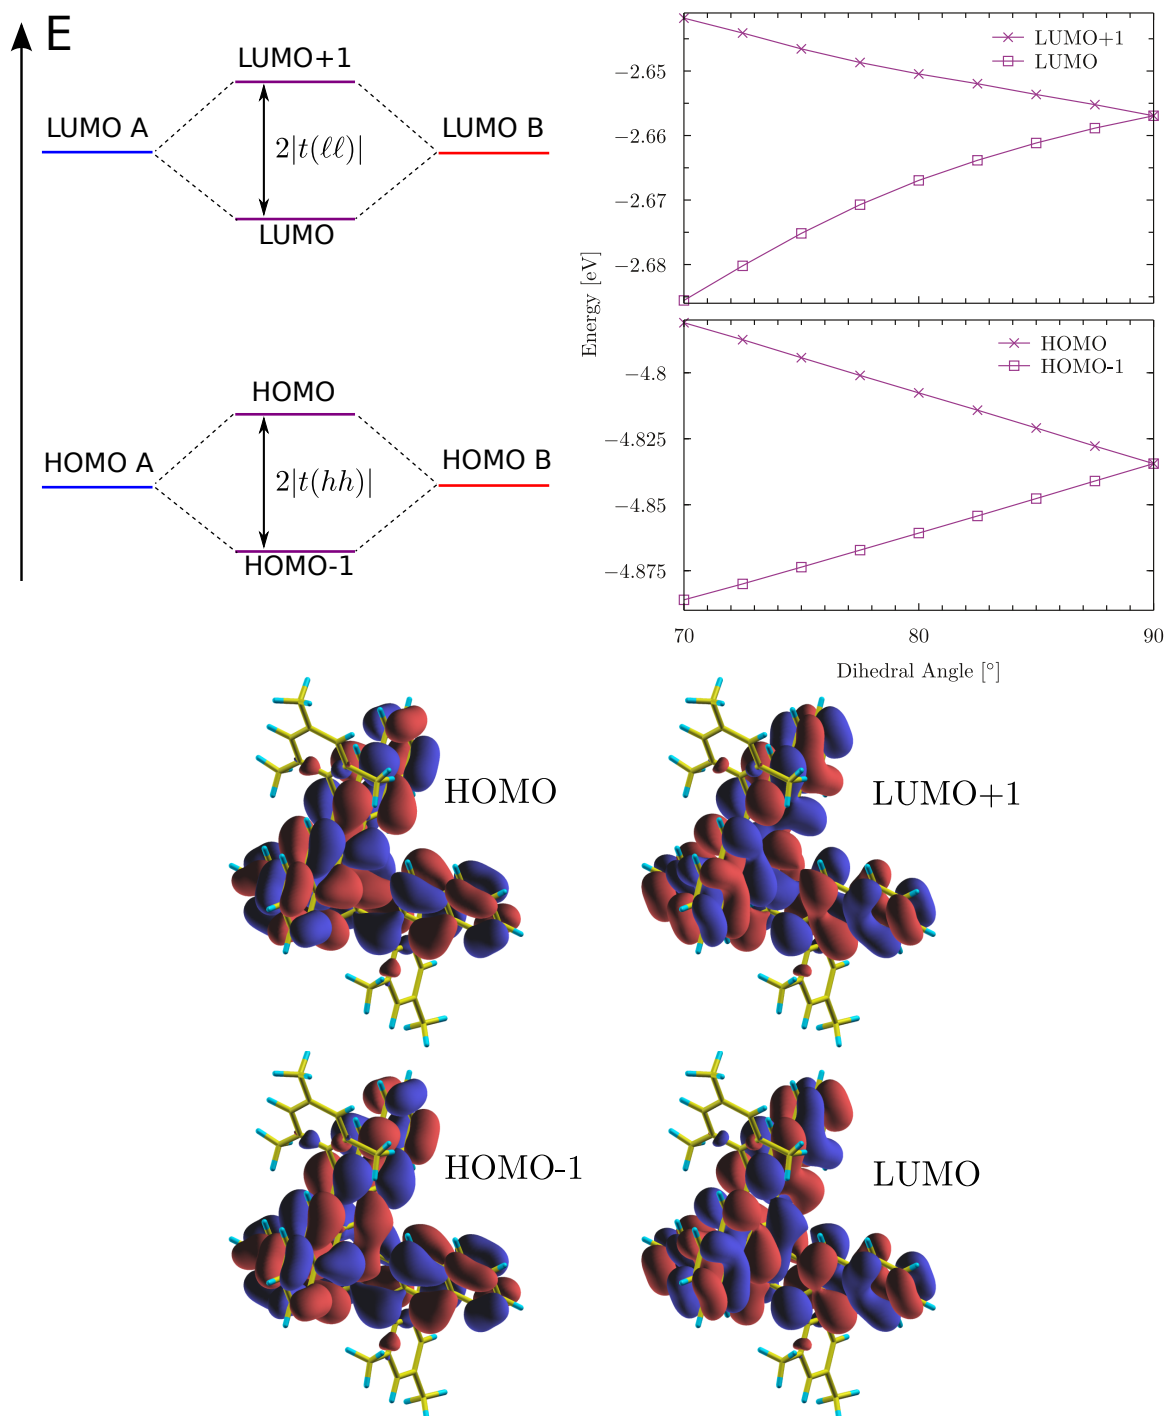 E
LUMO+1
LUMO A
2|t(ℓℓ)|
LUMO B
LUMO
HOMO
HOMO A
2|t(hh)|
HOMO B
HOMO-1
Energy [eV]
LUMO+1
LUMO
−2.65
−2.66
−2.67
−2.68
HOMO
HOMO-1
−4.8
−4.825
−4.85
−4.875
70 80 90
Dihedral Angle [°]
HOMO
LUMO+1
HOMO-1
LUMO